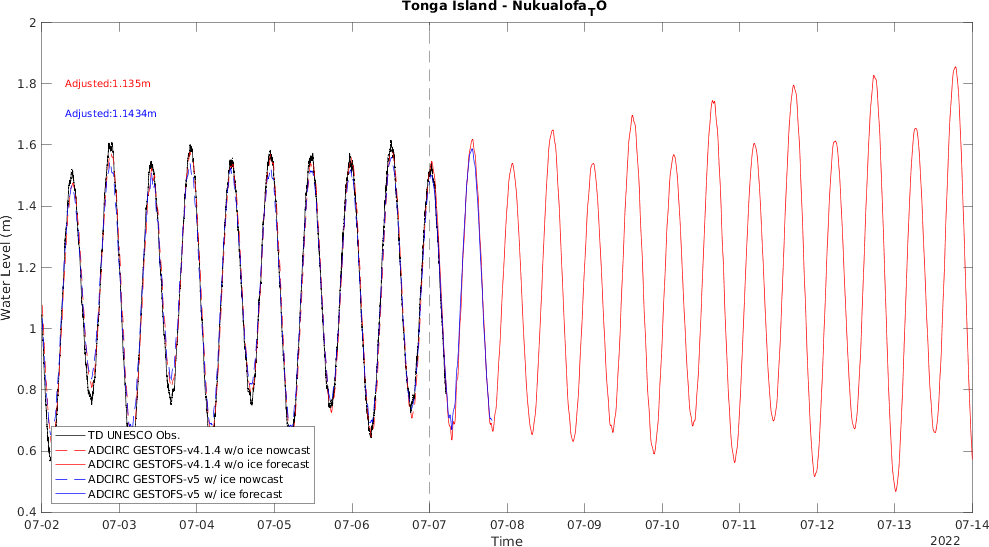 Tonga Island - NukualofaTO
2
1.8
1.6
1.4
1.2
1
0.8
0.6
0.4
Water Level (m)
Adjusted:1.135m
Adjusted:1.1434m
TD UNESCO Obs.
ADCIRC GESTOFS-v4.1.4 w/o ice nowcast
ADCIRC GESTOFS-v4.1.4 w/o ice forecast
ADCIRC GESTOFS-v5 w/ ice nowcast
ADCIRC GESTOFS-v5 w/ ice forecast
07-02 07-03 07-04 07-05 07-06 07-07 07-08 07-09 07-10 07-11 07-12 07-13 07-14
Time
2022